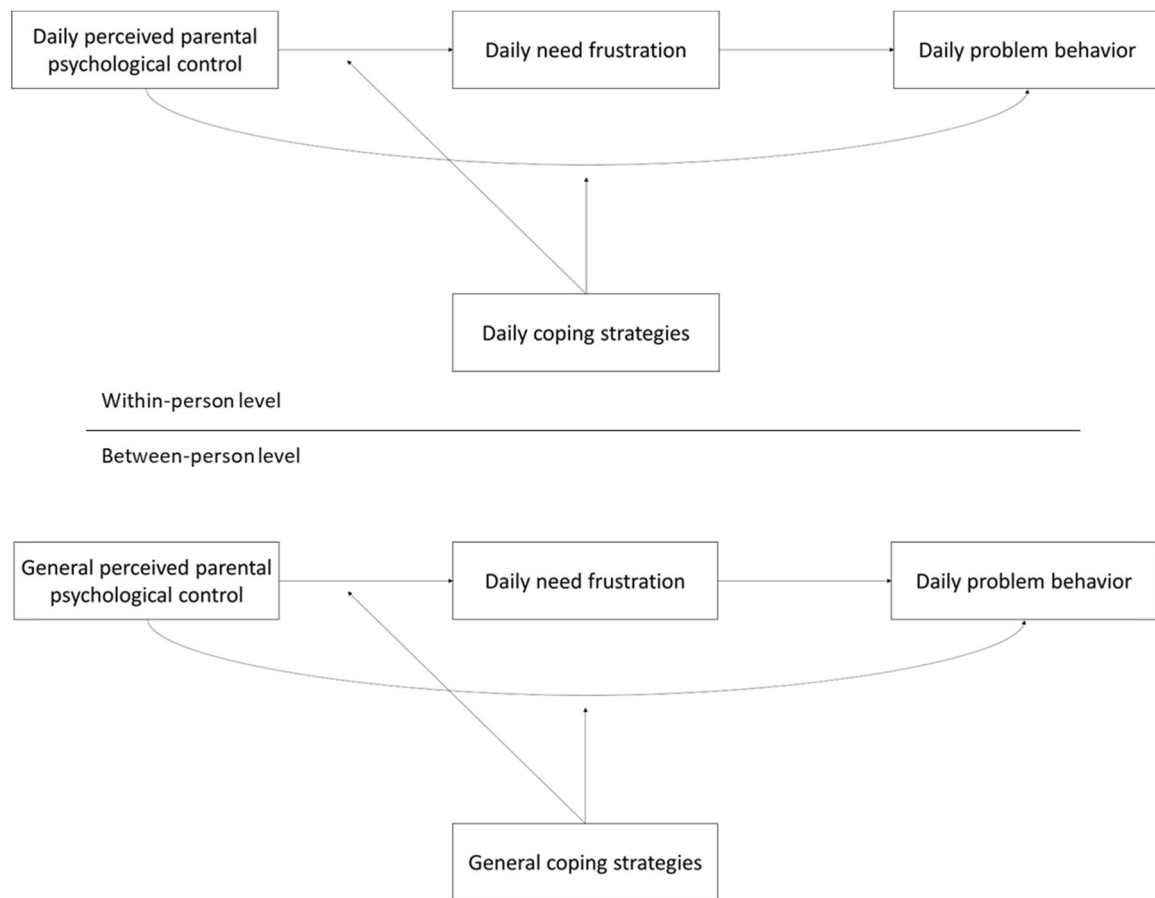 Daily perceived parental
psychological control
Daily need frustration
Daily problem behavior
Daily coping strategies
Within-person level
Between-person level
General perceived parental
psychological control
Daily need frustration
Daily problem behavior
General coping strategies